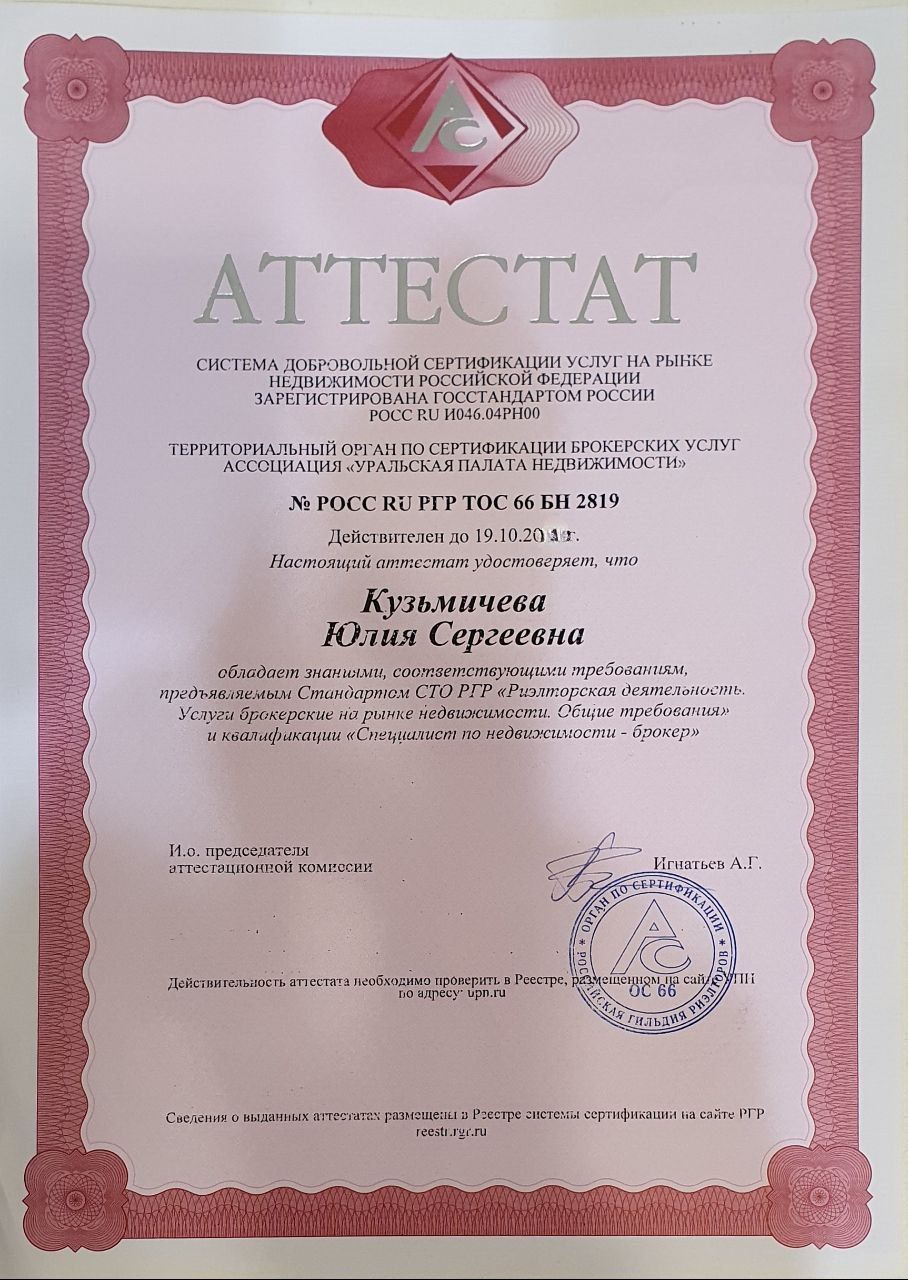 АС
АТТЕСТАТ
СИСТЕМА ДОБРОВОЛЬНОЙ СЕРТИФИКАЦИИ УСЛУГ НА РЫНКЕ
НЕДВИЖИМОСТИ РОССИЙСКОЙ ФЕДЕРАЦИИ
ЗАРЕГИСТРИРОВАНА ГОССТАНДАРТОМ РОССИИ
РОСС RU И046.04РН00
ТЕРРИТОРИАЛЬНЫЙ ОРГАН ПО СЕРТИФИКАЦИИ БРОКЕРСКИХ УСЛУГ
АССОЦИАЦИЯ «УРАЛЬСКАЯ ПАЛАТА НЕДВИЖИМОСТИ»
№ РОСС RU РГР ТОС 66 БН 2819
Действителен до
Настоящий аттестат удостоверяет, что
Кузьмичева
Юлия Сергеевна
обладает знаниями, соответствующими требованиям,
предъявляемым Стандартом СТО РГР «Риэлторская деятельность.
Услуги брокерские на рынке недвижимости. Общие требования»
и квалификации «Специалист по недвижимости - брокер»
И.о. председателя
аттестационной комиссии
Игнатьев А.Г.
ОРГАН ПО СЕРТИФИКАЦИИ
* РОССИЙСКАЯ ГИЛЬДИЯ РИЭЛТОРОВ *
АС
ОС 66
Действительность аттестата необходимо проверить в Реестре, размещенном на сайте УПН
по адресу: upn.ru
Сведения о выданных аттестатах размещены в Реестре системы сертификации на сайте РГР
reestr.rgr.ru